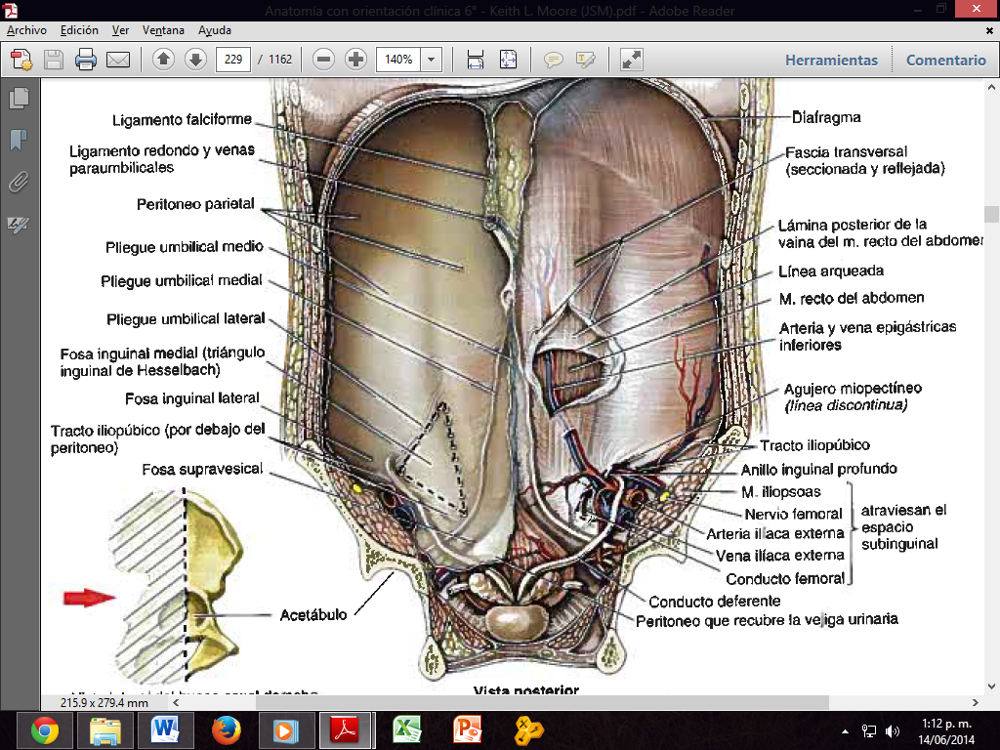 Anatomía con orientación clínica 6° - Keith L. Moore (JSM).pdf - Adobe Reader
Archivo Edición Ver Ventana Ayuda
229 / 1162 140% Herramientas Comentario
Ligamento falciforme
Ligamento redondo y venas
paraumbilicales
Peritoneo parietal
Pliegue umbilical medio
Pliegue umbilical medial
Pliegue umbilical lateral
Fosa inguinal medial (triángulo
inguinal de Hesselbach)
Fosa inguinal lateral
Tracto iliopúbico (por debajo del
peritoneo)
Fosa supravesical
Acetábulo
Diafragma
Fascia transversal
(seccionada y reflejada)
Lámina posterior de la
vaina del m. recto del abdomen
Línea arqueada
M. recto del abdomen
Arteria y vena epigástricas
inferiores
Agujero miopectíneo
(línea discontinua)
Tracto iliopúbico
Anillo inguinal profundo
M. iliopsoas
Nervio femoral
Arteria ilíaca externa
Vena ilíaca externa
Conducto femoral
atraviesan el
espacio
subinguinal
Conducto deferente
Peritoneo que recubre la vejiga urinaria
Vista posterior
215.9 x 279.4 mm
1:12 p. m.
14/06/2014